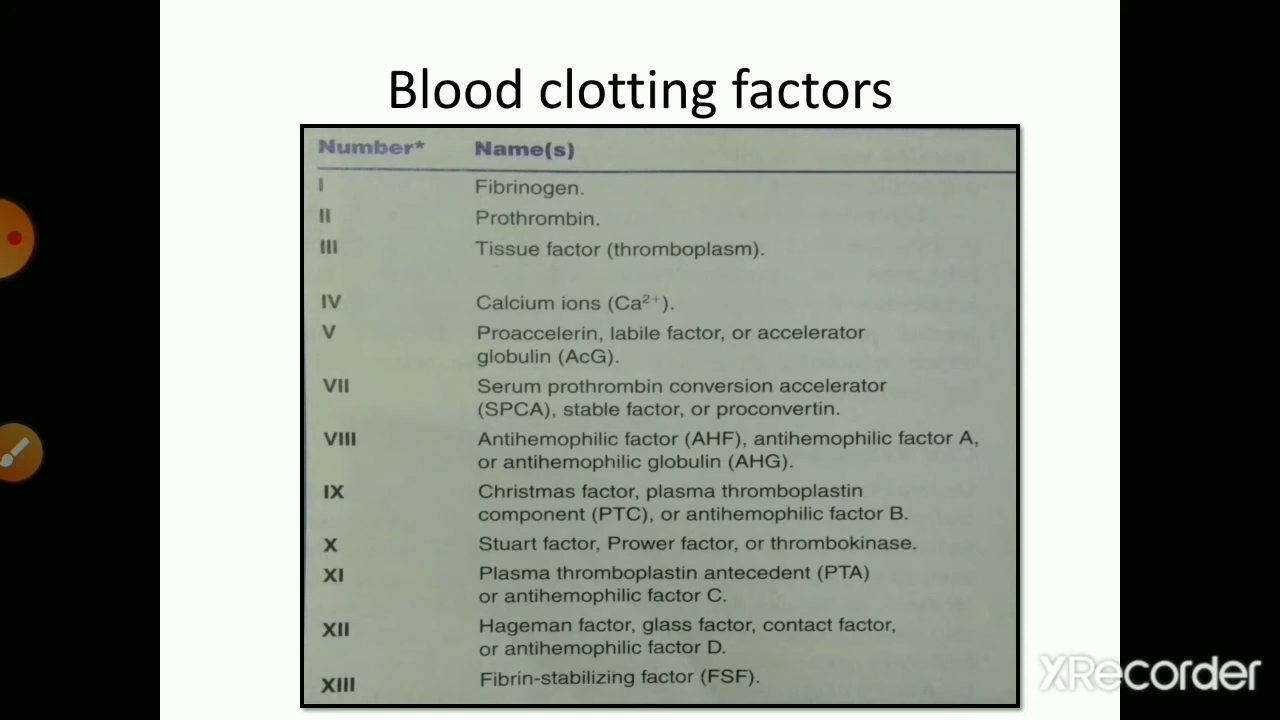 Blood clotting factors
Number* Name(s)
I Fibrinogen.
II Prothrombin.
III Tissue factor (thromboplasm).
IV Calcium ions (Ca²⁺).
V Proaccelerin, labile factor, or accelerator
globulin (AcG).
VII Serum prothrombin conversion accelerator
(SPCA), stable factor, or proconvertin.
VIII Antihemophilic factor (AHF), antihemophilic factor A,
or antihemophilic globulin (AHG).
IX Christmas factor, plasma thromboplastin
component (PTC), or antihemophilic factor B.
X Stuart factor, Prower factor, or thrombokinase.
XI Plasma thromboplastin antecedent (PTA)
or antihemophilic factor C.
XII Hageman factor, glass factor, contact factor,
or antihemophilic factor D.
XIII Fibrin-stabilizing factor (FSF).
XRecorder